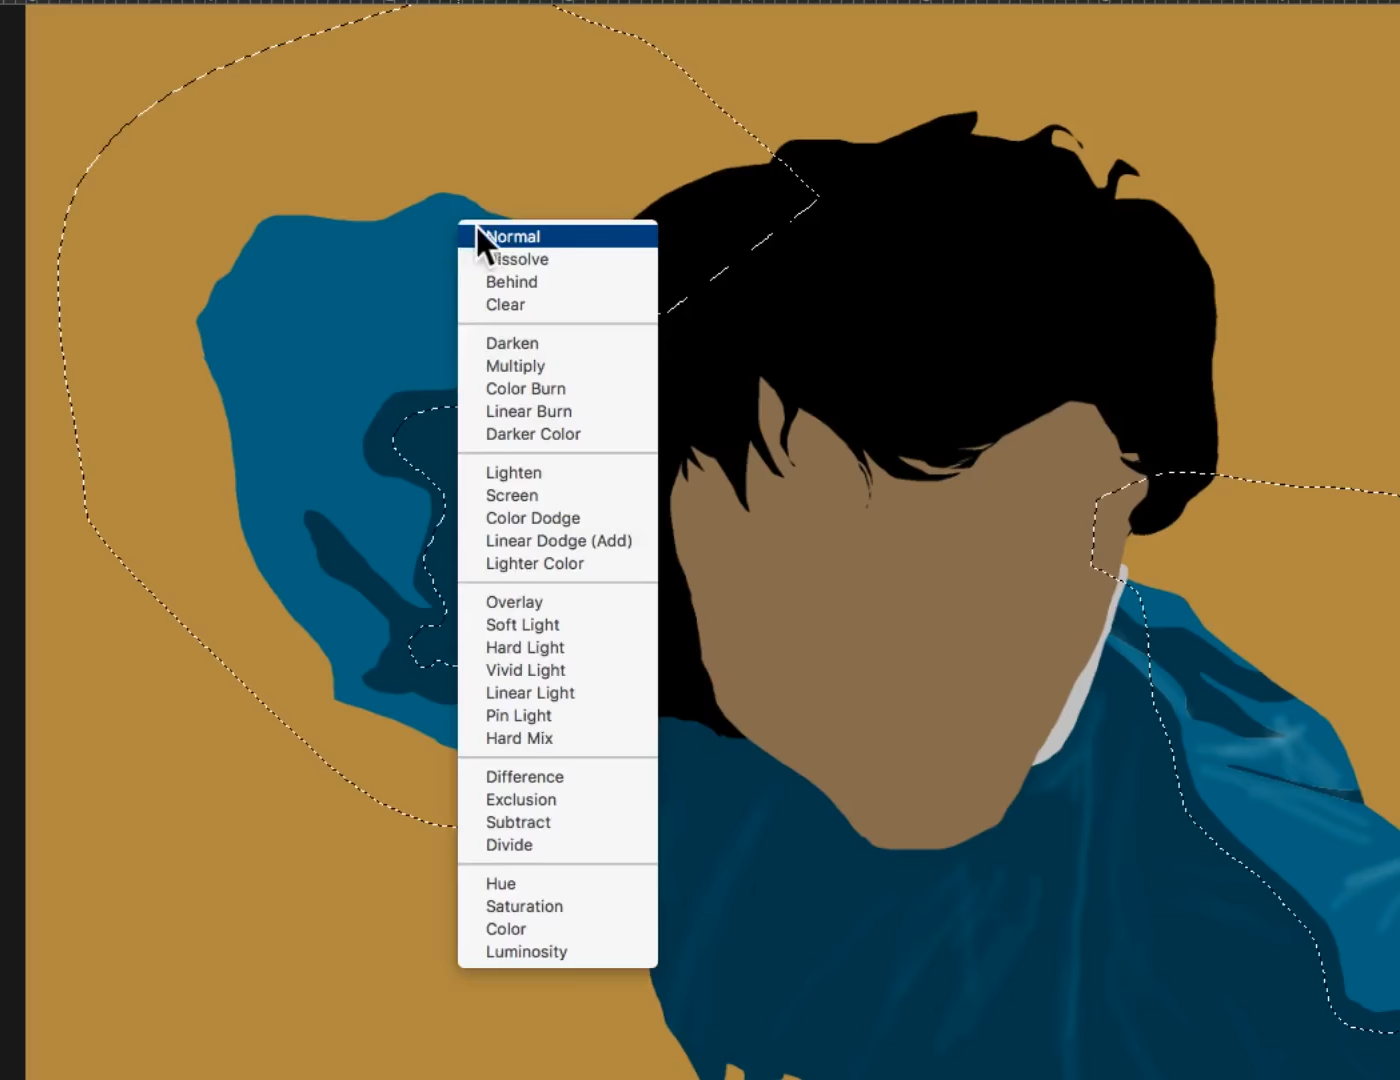 Normal
issolve
Behind
Clear
Darken
Multiply
Color Burn
Linear Burn
Darker Color
Lighten
Screen
Color Dodge
Linear Dodge (Add)
Lighter Color
Overlay
Soft Light
Hard Light
Vivid Light
Linear Light
Pin Light
Hard Mix
Difference
Exclusion
Subtract
Divide
Hue
Saturation
Color
Luminosity